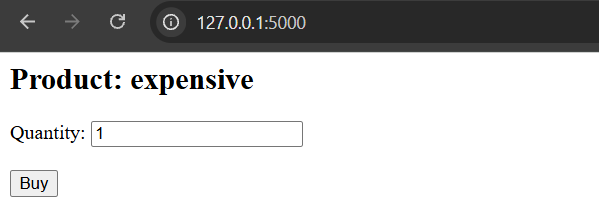 127.0.0.1:5000
Product: expensive
Quantity: 1
Buy